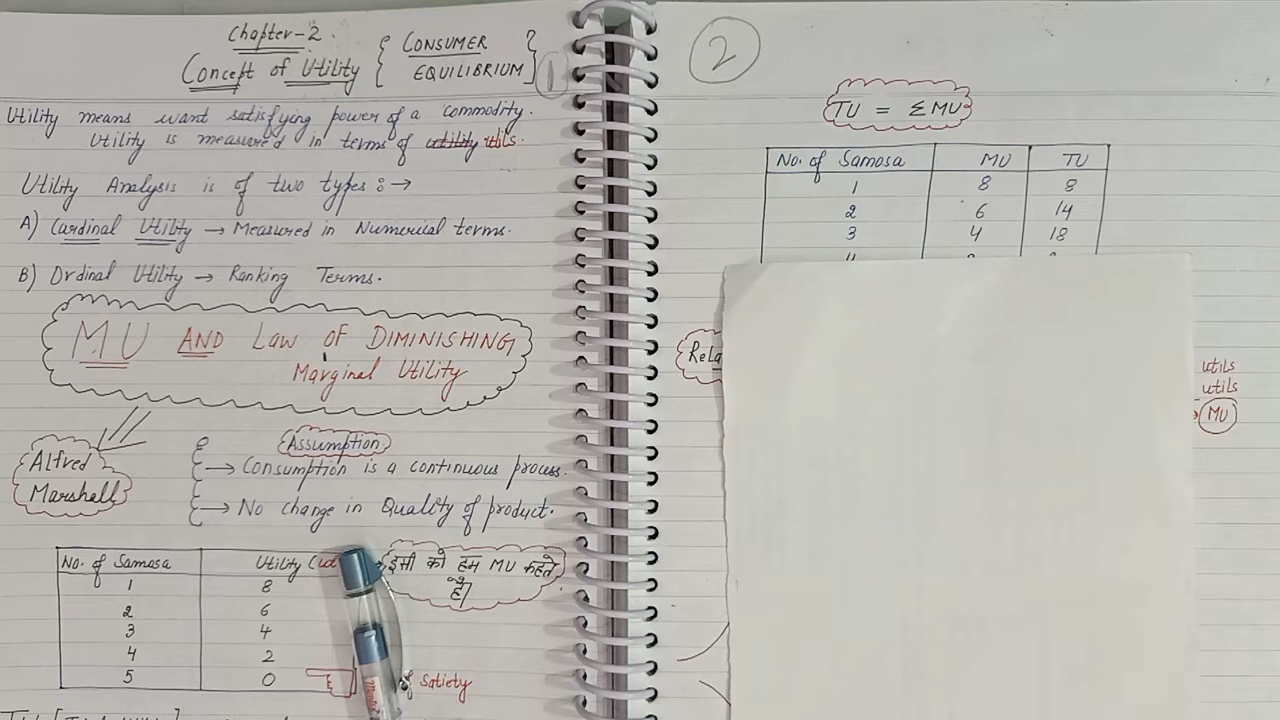 Chapter-2.
Concept of Utility { CONSUMER EQUILIBRIUM } 1
Utility means want satisfying power of a commodity.
Utility is measured in terms of utility utils.
Utility Analysis is of two types :→
A) Cardinal Utility → Measured in Numerical terms.
B) Ordinal Utility → Ranking Terms.
MU AND Law of DIMINISHING
Marginal Utility
Alfred
Marshell
Assumption
→ Consumption is a continuous process.
→ No change in Quality of product.
No. of Samosa Utility (ut
1 8
2 6
3 4
4 2
5 0
इसी को हम MU कहते
है।
Satiety
2
TU = ΣMU
No. of Samosa MU TU
1 8 8
2 6 14
3 4 18
Rela
utils
utils
MU